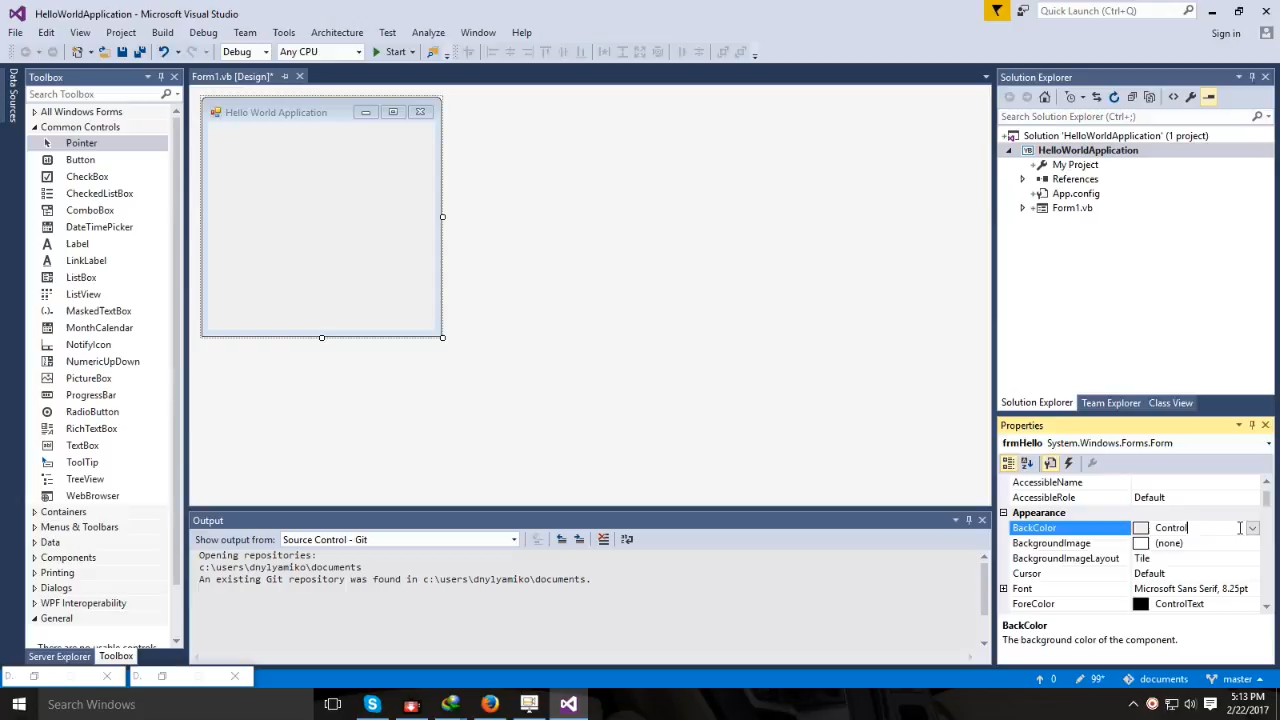 HelloWorldApplication - Microsoft Visual Studio
Quick Launch (Ctrl+Q)
File Edit View Project Build Debug Team Tools Architecture Test Analyze Window Help
Sign in
Debug Any CPU Start
Data Sources
Toolbox
Search Toolbox
All Windows Forms
Common Controls
Pointer
Button
CheckBox
CheckedListBox
ComboBox
DateTimePicker
Label
LinkLabel
ListBox
ListView
MaskedTextBox
MonthCalendar
NotifyIcon
NumericUpDown
PictureBox
ProgressBar
RadioButton
RichTextBox
TextBox
ToolTip
TreeView
WebBrowser
Containers
Menus & Toolbars
Data
Components
Printing
Dialogs
WPF Interoperability
General
Server Explorer Toolbox
Form1.vb [Design]*
Hello World Application
Output
Show output from: Source Control - Git
Opening repositories:
c:\users\dnylyamiko\documents
An existing Git repository was found in c:\users\dnylyamiko\documents.
Solution Explorer
Search Solution Explorer (Ctrl+;)
Solution 'HelloWorldApplication' (1 project)
VB HelloWorldApplication
My Project
References
App.config
Form1.vb
Solution Explorer Team Explorer Class View
Properties
frmHello System.Windows.Forms.Form
AccessibleName
AccessibleRole Default
Appearance
BackColor Control
BackgroundImage (none)
BackgroundImageLayout Tile
Cursor Default
Font Microsoft Sans Serif, 8.25pt
ForeColor ControlText
BackColor
The background color of the component.
D.
D.
0 99* documents master
Search Windows
5:13 PM
2/22/2017